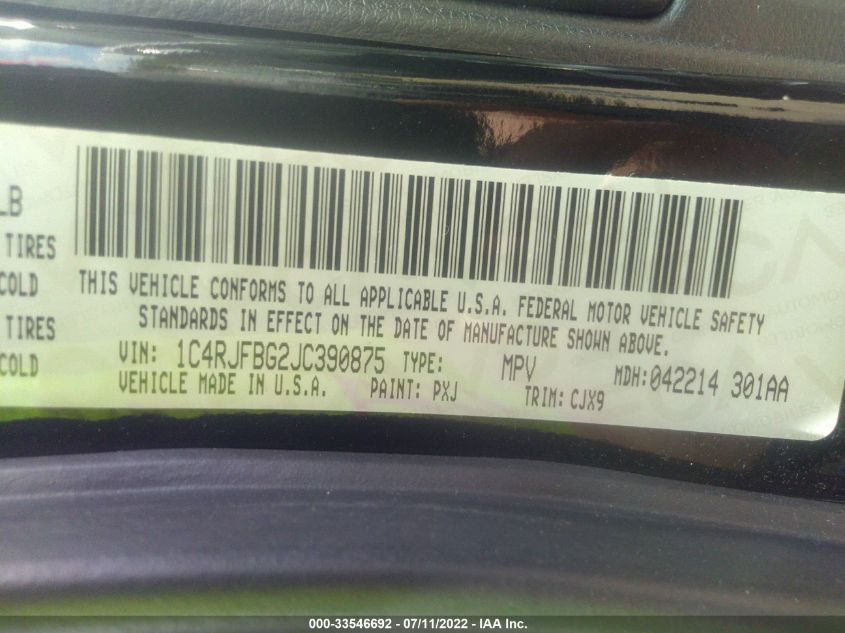 LB
TIRES
COLD
TIRES
COLD
THIS VEHICLE CONFORMS TO ALL APPLICABLE U.S.A. FEDERAL MOTOR VEHICLE SAFETY
STANDARDS IN EFFECT ON THE DATE OF MANUFACTURE SHOWN ABOVE.
VIN: 1C4RJFBG2JC390875 TYPE: MPV MDH:042214 301AA
VEHICLE MADE IN U.S.A. PAINT: PXJ TRIM:CJX9
000-33546692 - 07/11/2022 - IAA Inc.